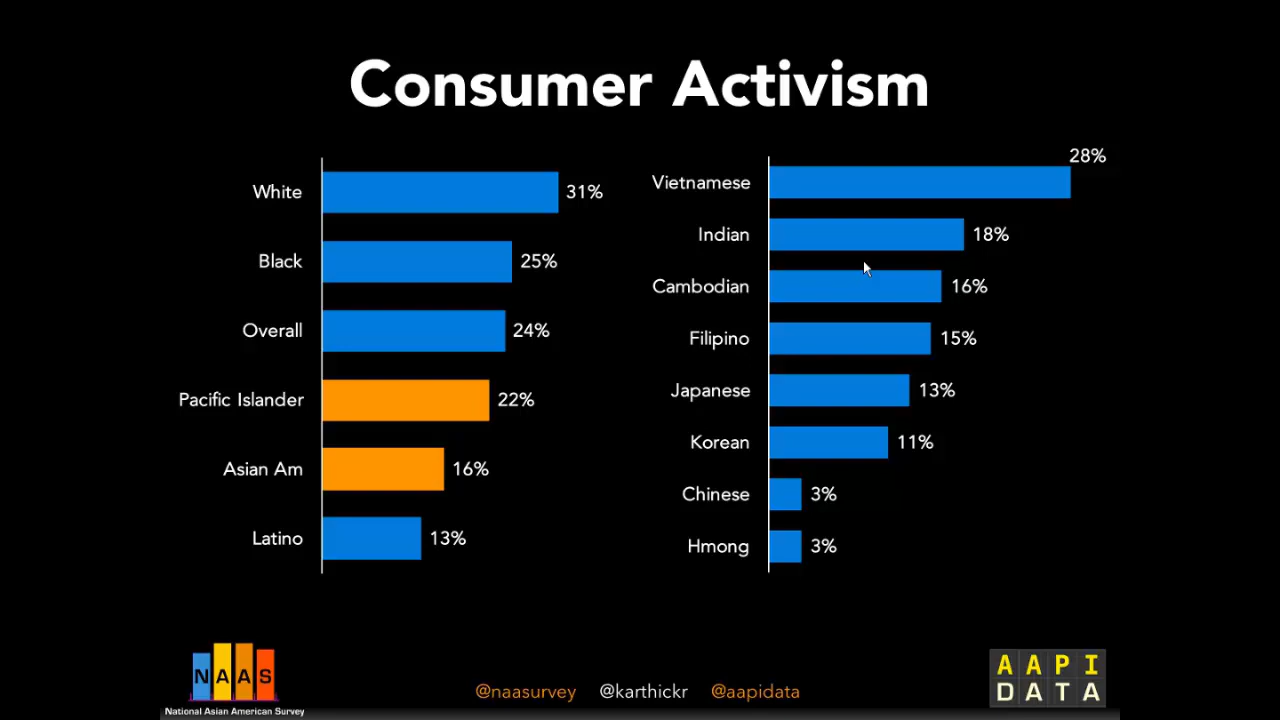 Consumer Activism
White 31%
Black 25%
Overall 24%
Pacific Islander 22%
Asian Am 16%
Latino 13%
Vietnamese 28%
Indian 18%
Cambodian 16%
Filipino 15%
Japanese 13%
Korean 11%
Chinese 3%
Hmong 3%
NAAS
National Asian American Survey
@naasurvey @karthickr @aapidata
AAPI
DATA